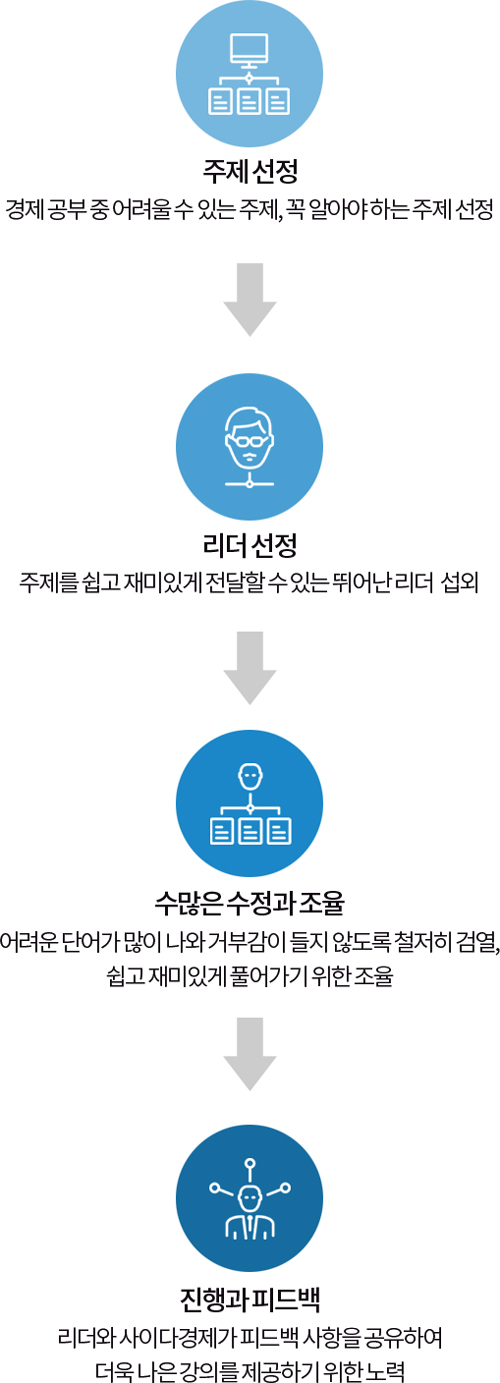 주제 선정
경제 공부 중 어려울 수 있는 주제, 꼭 알아야 하는 주제 선정
리더 선정
주제를 쉽고 재미있게 전달할 수 있는 뛰어난 리더 섭외
수많은 수정과 조율
어려운 단어가 많이 나와 거부감이 들지 않도록 철저히 검열,
쉽고 재미있게 풀어가기 위한 조율
진행과 피드백
리더와 사이다경제가 피드백 사항을 공유하여
더욱 나은 강의를 제공하기 위한 노력